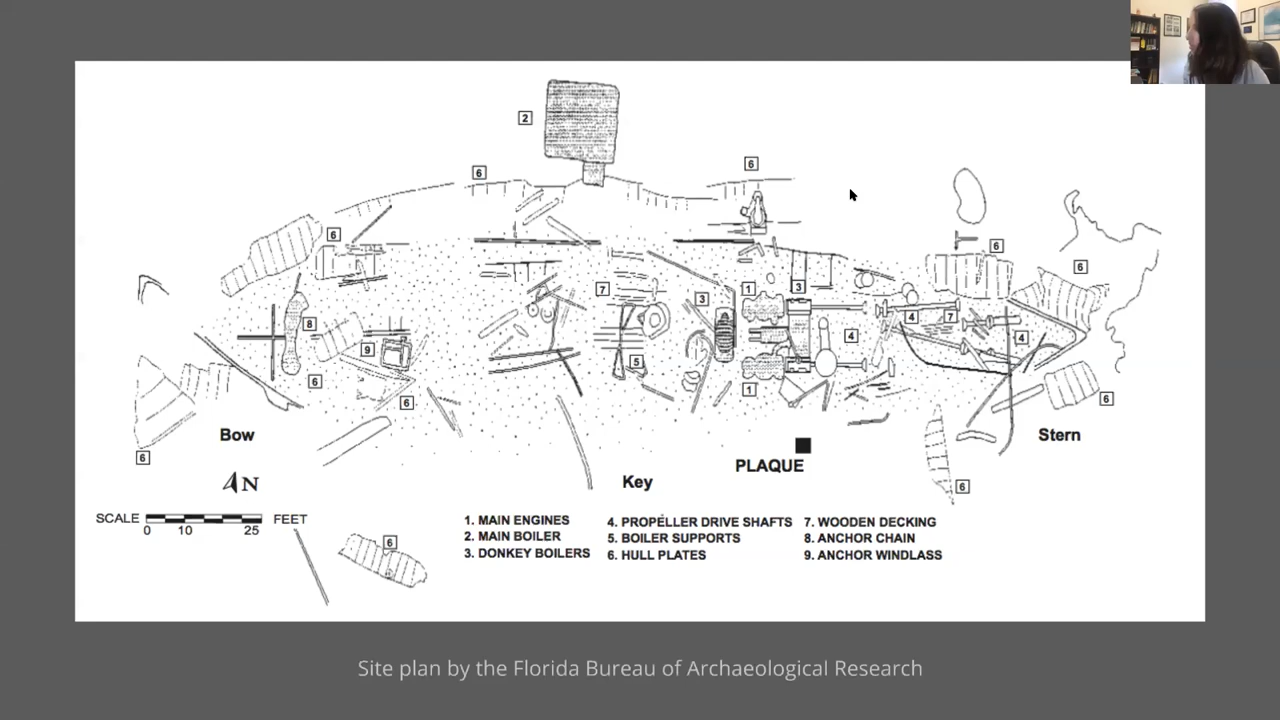 2
6
6
6
6
6
7
3
1
3
8
4
7
4
4
9
5
6
1
6
6
Bow
Stern
6
PLAQUE
N
Key
6
SCALE
FEET
0 10 25
6
1. MAIN ENGINES
2. MAIN BOILER
3. DONKEY BOILERS
4. PROPELLER DRIVE SHAFTS
5. BOILER SUPPORTS
6. HULL PLATES
7. WOODEN DECKING
8. ANCHOR CHAIN
9. ANCHOR WINDLASS
Site plan by the Florida Bureau of Archaeological Research